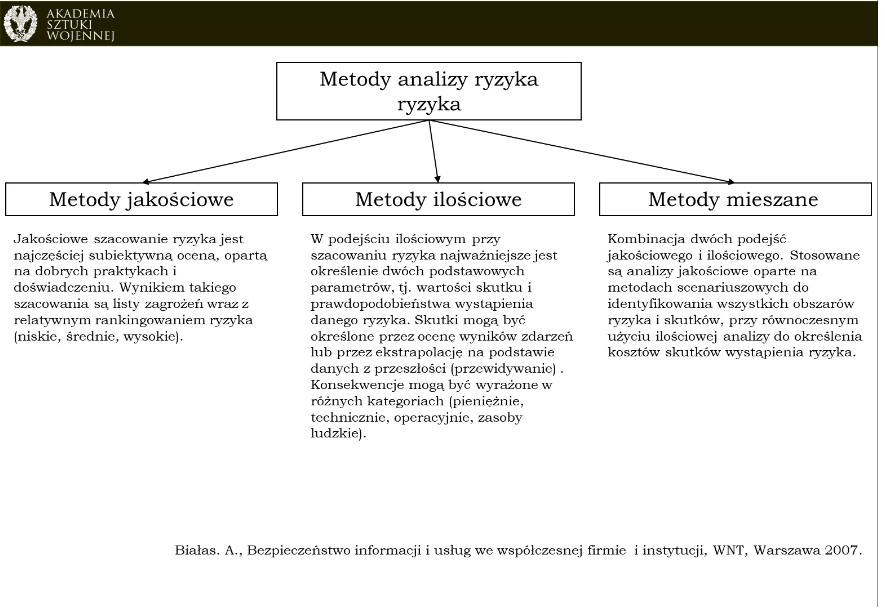 AKADEMIA
SZTUKI
WOJENNEJ
Metody analizy ryzyka
ryzyka
Metody jakościowe
Jakościowe szacowanie ryzyka jest
najczęściej subiektywną oceną, opartą
na dobrych praktykach i
doświadczeniu. Wynikiem takiego
szacowania są listy zagrożeń wraz z
relatywnym rankingowaniem ryzyka
(niskie, średnie, wysokie).
Metody ilościowe
W podejściu ilościowym przy
szacowaniu ryzyka najważniejsze jest
określenie dwóch podstawowych
parametrów, tj. wartości skutku i
prawdopodobieństwa wystąpienia
danego ryzyka. Skutki mogą być
określone przez ocenę wyników zdarzeń
lub przez ekstrapolację na podstawie
danych z przeszłości (przewidywanie) .
Konsekwencje mogą być wyrażone w
różnych kategoriach (pieniężnie,
technicznie, operacyjnie, zasoby
ludzkie).
Metody mieszane
Kombinacja dwóch podejść
jakościowego i ilościowego. Stosowane
są analizy jakościowe oparte na
metodach scenariuszowych do
identyfikowania wszystkich obszarów
ryzyka i skutków, przy równoczesnym
użyciu ilościowej analizy do określenia
kosztów skutków wystąpienia ryzyka.
Białas. A., Bezpieczeństwo informacji i usług we współczesnej firmie  i instytucji, WNT, Warszawa 2007.